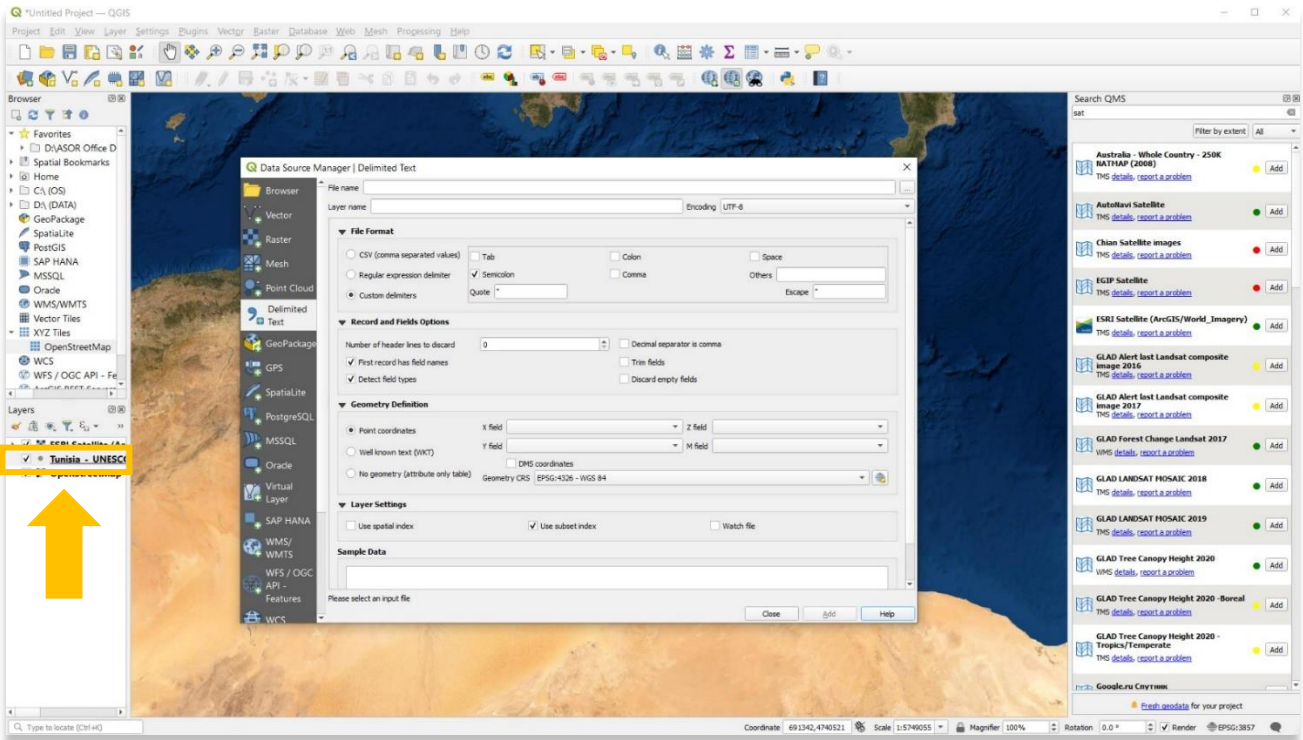 *Untitled Project — QGIS
Project Edit View Layer Settings Plugins Vector Raster Database Web Mesh Processing Help
Browser
Favorites
D:\ASOR Office D
Spatial Bookmarks
Home
C:\ (OS)
D:\ (DATA)
GeoPackage
SpatiaLite
PostGIS
SAP HANA
MSSQL
Oracle
WMS/WMTS
Vector Tiles
XYZ Tiles
OpenStreetMap
WCS
WFS / OGC API - Fe
Layers
ESRI Satellite (Ar
Tunisia - UNESCO
OpenStreetMap
Data Source Manager | Delimited Text
Browser
Vector
Raster
Mesh
Point Cloud
Delimited
Text
GeoPackage
GPS
SpatiaLite
PostgreSQL
MSSQL
Oracle
Virtual
Layer
SAP HANA
WMS/
WMTS
WFS / OGC
API -
Features
WCS
File name
...
Layer name
Encoding UTF-8
File Format
CSV (comma separated values) Tab Colon Space
Regular expression delimiter Semicolon Comma Others
Custom delimiters Quote " Escape "
Record and Fields Options
Number of header lines to discard 0 Decimal separator is comma
First record has field names Trim fields
Detect field types Discard empty fields
Geometry Definition
Point coordinates X field Z field
Well known text (WKT) Y field M field
DMS coordinates
No geometry (attribute only table) Geometry CRS EPSG:4326 - WGS 84
Layer Settings
Use spatial index Use subset index Watch file
Sample Data
Please select an input file
Close Add Help
Search QMS
sat
Filter by extent All
Australia - Whole Country - 250K
NATMAP (2008)
TMS details, report a problem
Add
AutoNavi Satellite
TMS details, report a problem
Add
Chian Satellite images
TMS details, report a problem
Add
EGIP Satellite
TMS details, report a problem
Add
ESRI Satellite (ArcGIS/World_Imagery)
TMS details, report a problem
Add
GLAD Alert last Landsat composite
image 2016
TMS details, report a problem
Add
GLAD Alert last Landsat composite
image 2017
TMS details, report a problem
Add
GLAD Forest Change Landsat 2017
WMS details, report a problem
Add
GLAD LANDSAT MOSAIC 2018
TMS details, report a problem
Add
GLAD LANDSAT MOSAIC 2019
TMS details, report a problem
Add
GLAD Tree Canopy Height 2020
WMS details, report a problem
Add
GLAD Tree Canopy Height 2020 -Boreal
TMS details, report a problem
Add
GLAD Tree Canopy Height 2020 -
Tropics/Temperate
TMS details, report a problem
Add
Google.ru Спутник
Fresh geodata for your project
Type to locate (Ctrl+K)
Coordinate 691342,4740521 Scale 1:5749055 Magnifier 100% Rotation 0.0 ° Render EPSG:3857